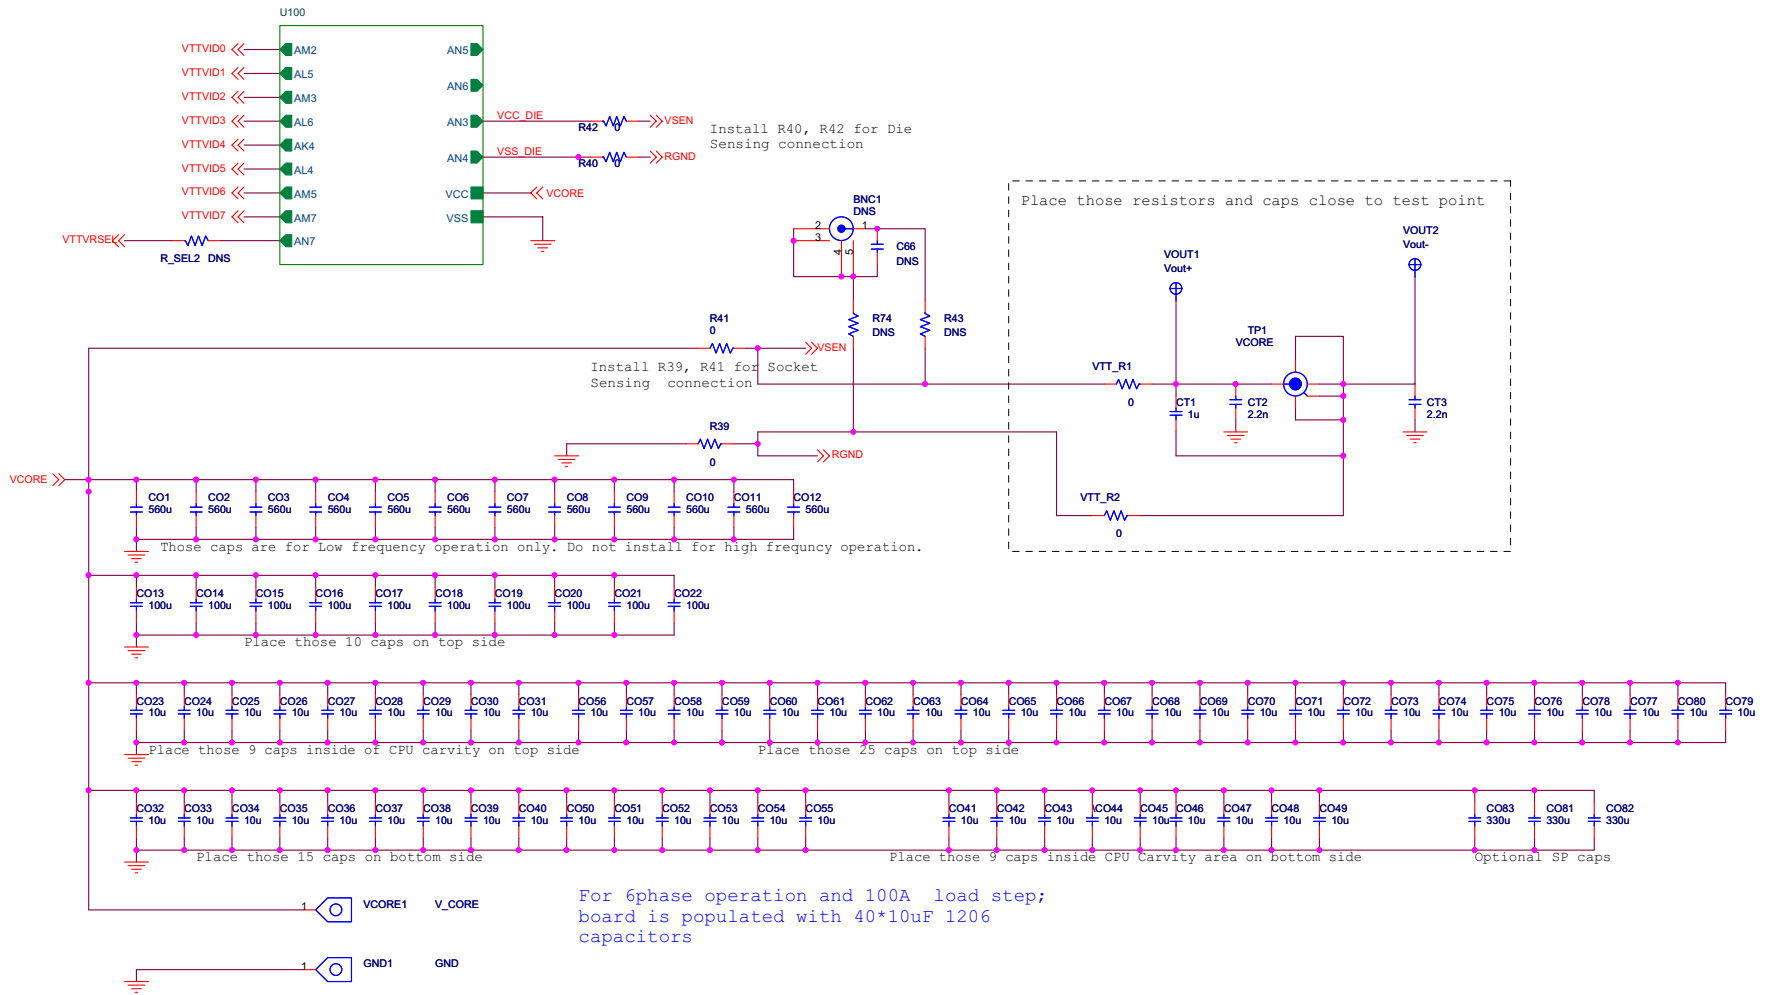 U100
VTTVID0 AM2 AN5
VTTVID1 AL5
VTTVID2 AM3 AN6
VTTVID3 AL6 AN3 VCC_DIE R42 0 VSEN
VTTVID4 AK4
VTTVID5 AL4 AN4 VSS_DIE R40 0 RGND
VTTVID6 AM5 VCC VCORE
VTTVID7 AM7 VSS
VTTVRSEL AN7
R_SEL2 DNS
Install R40, R42 for Die
Sensing connection
BNC1
DNS
2 1
3
4 5
C66
DNS
R74
DNS
R43
DNS
R41
0
VSEN
Install R39, R41 for Socket
Sensing connection
R39
0
RGND
Place those resistors and caps close to test point
VOUT1
Vout+
VOUT2
Vout-
TP1
VCORE
VTT_R1
0
CT1
1u
CT2
2.2n
CT3
2.2n
VTT_R2
0
VCORE
CO1 CO2 CO3 CO4 CO5 CO6 CO7 CO8 CO9 CO10 CO11 CO12
560u 560u 560u 560u 560u 560u 560u 560u 560u 560u 560u 560u
Those caps are for Low frequency operation only. Do not install for high frequncy operation.
CO13 CO14 CO15 CO16 CO17 CO18 CO19 CO20 CO21 CO22
100u 100u 100u 100u 100u 100u 100u 100u 100u 100u
Place those 10 caps on top side
CO23 CO24 CO25 CO26 CO27 CO28 CO29 CO30 CO31 CO56 CO57 CO58 CO59 CO60 CO61 CO62 CO63 CO64 CO65 CO66 CO67 CO68 CO69 CO70 CO71 CO72 CO73 CO74 CO75 CO76 CO78 CO77 CO80 CO79
10u 10u 10u 10u 10u 10u 10u 10u 10u 10u 10u 10u 10u 10u 10u 10u 10u 10u 10u 10u 10u 10u 10u 10u 10u 10u 10u 10u 10u 10u 10u 10u 10u 10u
Place those 9 caps inside of CPU carvity on top side
Place those 25 caps on top side
CO32 CO33 CO34 CO35 CO36 CO37 CO38 CO39 CO40 CO50 CO51 CO52 CO53 CO54 CO55 CO41 CO42 CO43 CO44 CO45 CO46 CO47 CO48 CO49 CO83 CO81 CO82
10u 10u 10u 10u 10u 10u 10u 10u 10u 10u 10u 10u 10u 10u 10u 10u 10u 10u 10u 10u 10u 10u 10u 10u 330u 330u 330u
Place those 15 caps on bottom side
Place those 9 caps inside CPU Carvity area on bottom side
Optional SP caps
1 VCORE1 V_CORE
1 GND1 GND
For 6phase operation and 100A load step;
board is populated with 40*10uF 1206
capacitors